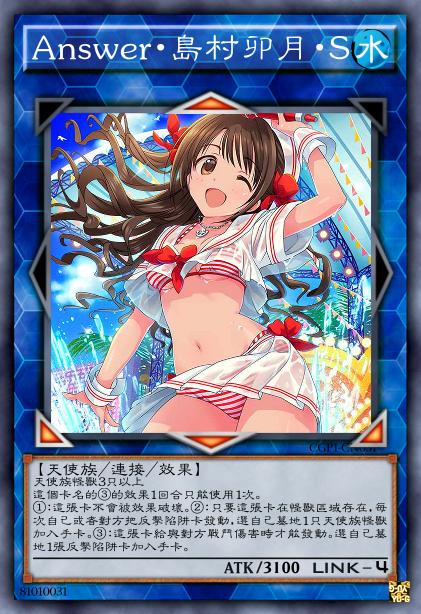 Answer・島村卯月・S 水
CGP1-CN031
【天使族/連接/效果】
天使族怪獸3只以上
這個卡名的③的效果1回合只能使用1次。
①:這張卡不會被效果破壞。②:只要這張卡在怪獸區域存在,每
次自己或者對方把反擊陷阱卡發動,選自己墓地1只天使族怪獸
加入手卡。③:這張卡給與對方戰鬥傷害時才能發動。選自己墓
地1張反擊陷阱卡加入手卡。
ATK/3100 LINK-4
81010031